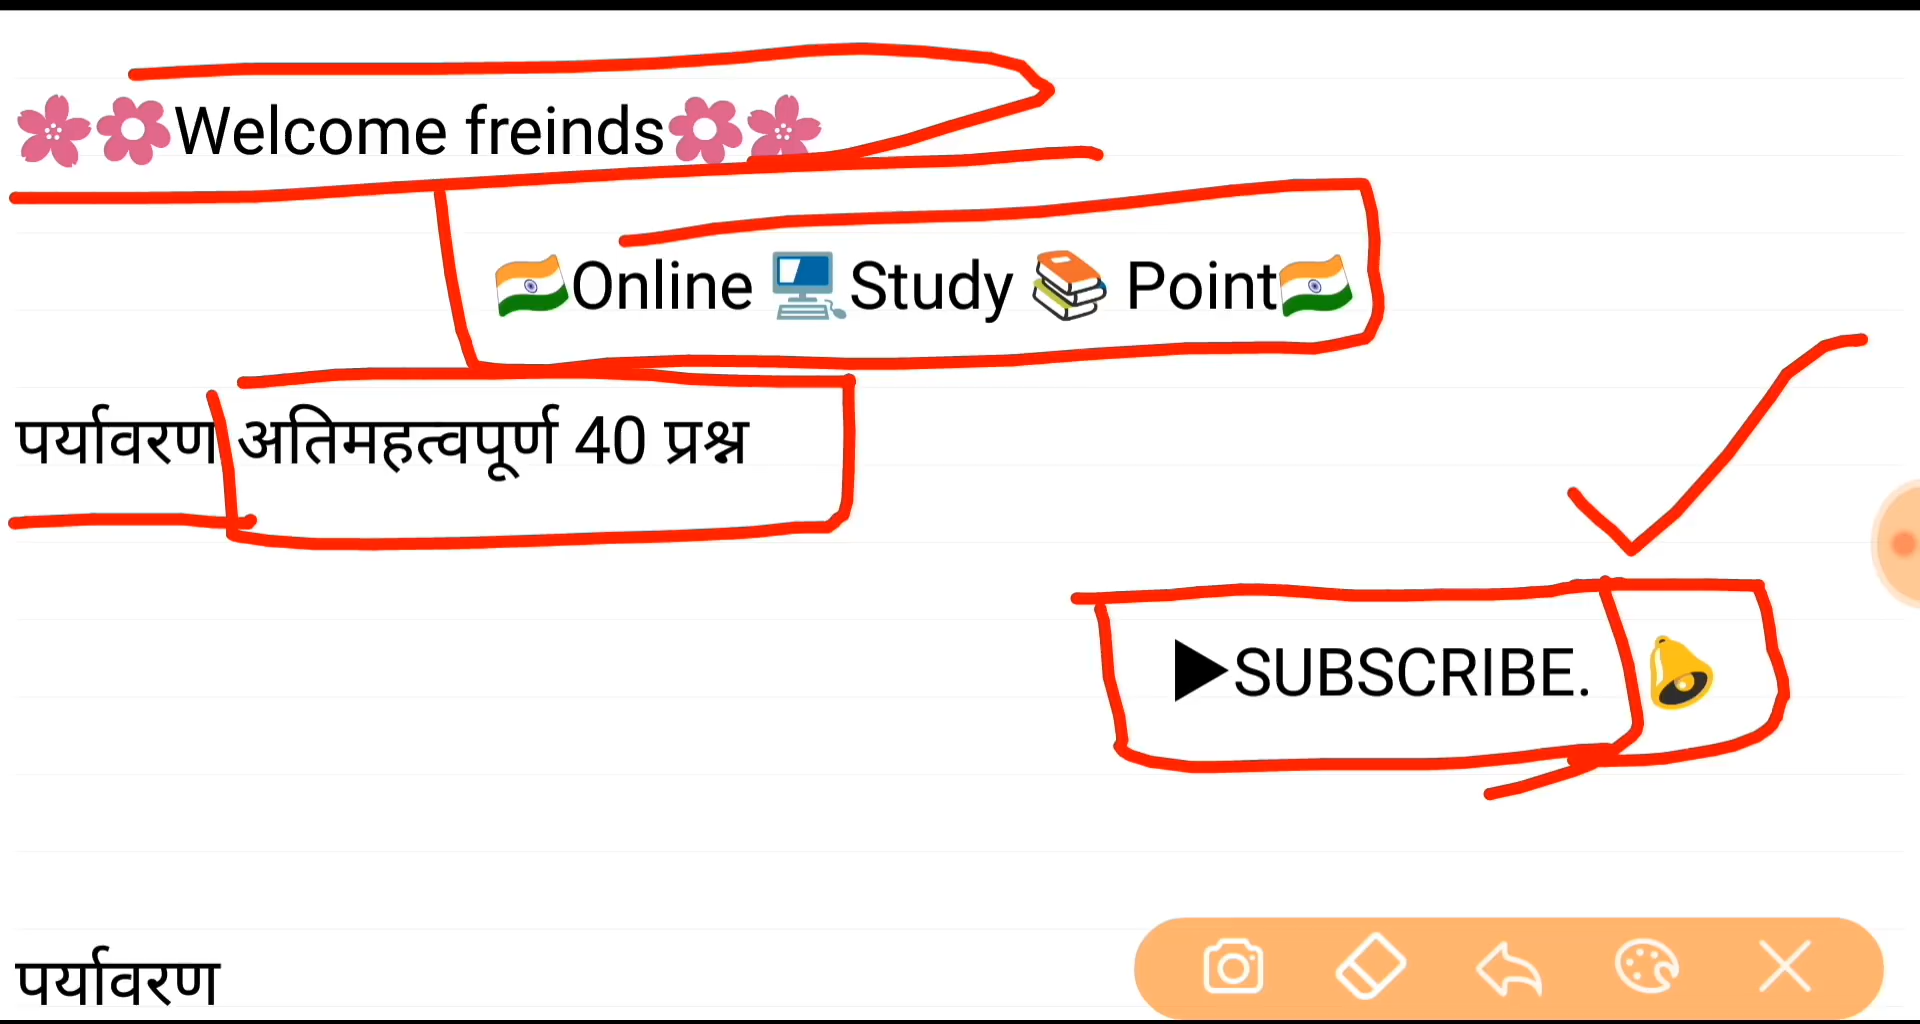 🌸🌸Welcome freinds🌸🌸
🇮🇳Online 🖥️Study 📚 Point🇮🇳
पर्यावरण अतिमहत्वपूर्ण 40 प्रश्न
▶SUBSCRIBE. 🔔
पर्यावरण